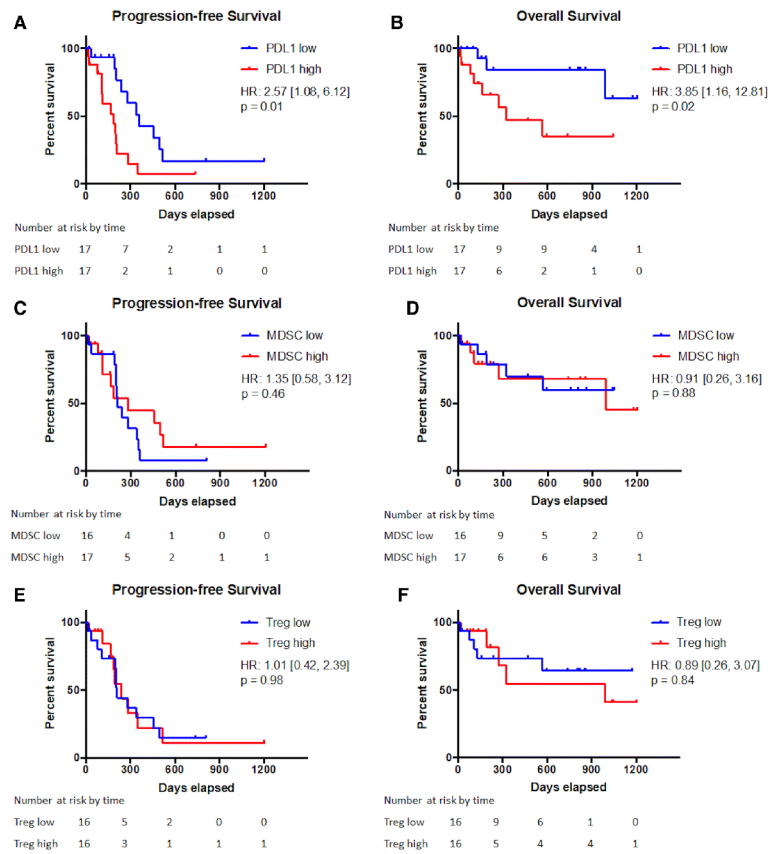 A
Progression-free Survival
Percent survival
100
50
0
0 300 600 900 1200
Days elapsed
PDL1 low
PDL1 high
HR: 2.57 [1.08, 6.12]
p = 0.01
Number at risk by time
PDL1 low 17 7 2 1 1
PDL1 high 17 2 1 0 0
B
Overall Survival
Percent survival
100
50
0
0 300 600 900 1200
Days elapsed
PDL1 low
PDL1 high
HR: 3.85 [1.16, 12.81]
p = 0.02
Number at risk by time
PDL1 low 17 9 9 4 1
PDL1 high 17 6 2 1 0
C
Progression-free Survival
Percent survival
100
50
0
0 300 600 900 1200
Days elapsed
MDSC low
MDSC high
HR: 1.35 [0.58, 3.12]
p = 0.46
Number at risk by time
MDSC low 16 4 1 0 0
MDSC high 17 5 2 1 1
D
Overall Survival
Percent survival
100
50
0
0 300 600 900 1200
Days elapsed
MDSC low
MDSC high
HR: 0.91 [0.26, 3.16]
p = 0.88
Number at risk by time
MDSC low 16 9 5 2 0
MDSC high 17 6 6 3 1
E
Progression-free Survival
Percent survival
100
50
0
0 300 600 900 1200
Days elapsed
Treg low
Treg high
HR: 1.01 [0.42, 2.39]
p = 0.98
Number at risk by time
Treg low 16 5 2 0 0
Treg high 16 3 1 1 1
F
Overall Survival
Percent survival
100
50
0
0 300 600 900 1200
Days elapsed
Treg low
Treg high
HR: 0.89 [0.26, 3.07]
p = 0.84
Number at risk by time
Treg low 16 9 6 1 0
Treg high 16 5 4 4 1